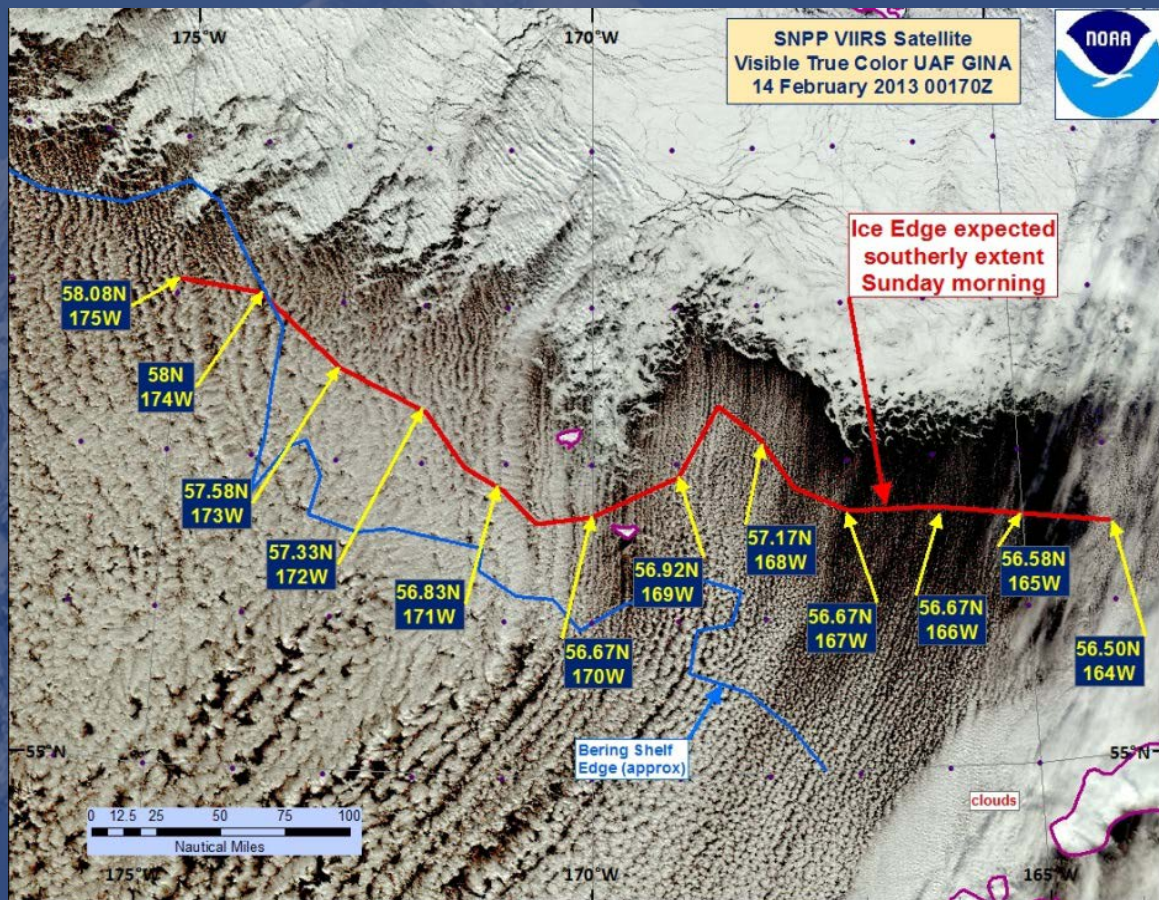 175°W
170°W
SNPP VIIRS Satellite
Visible True Color UAF GINA
14 February 2013 00170Z
NOAA
Ice Edge expected
southerly extent
Sunday morning
58.08N
175W
58N
174W
57.58N
173W
57.33N
172W
56.83N
171W
56.67N
170W
56.92N
169W
57.17N
168W
56.67N
167W
56.67N
166W
56.58N
165W
56.50N
164W
Bering Shelf
Edge (approx)
55°N
55°N
clouds
0 12.5 25 50 75 100
Nautical Miles
175°W
170°W
165°W